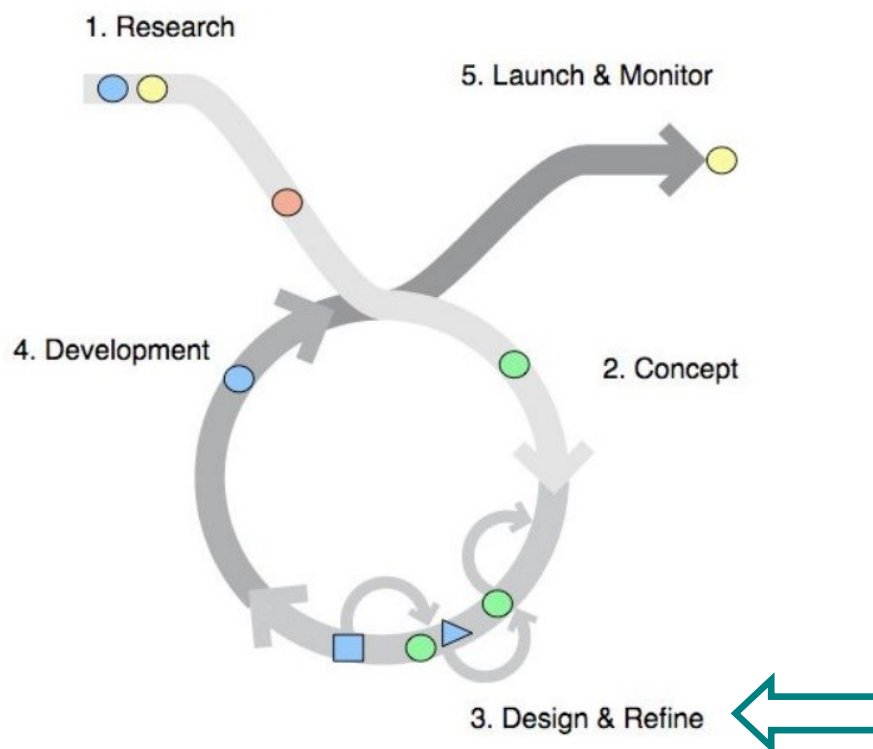 1. Research
5. Launch & Monitor
4. Development
2. Concept
3. Design & Refine